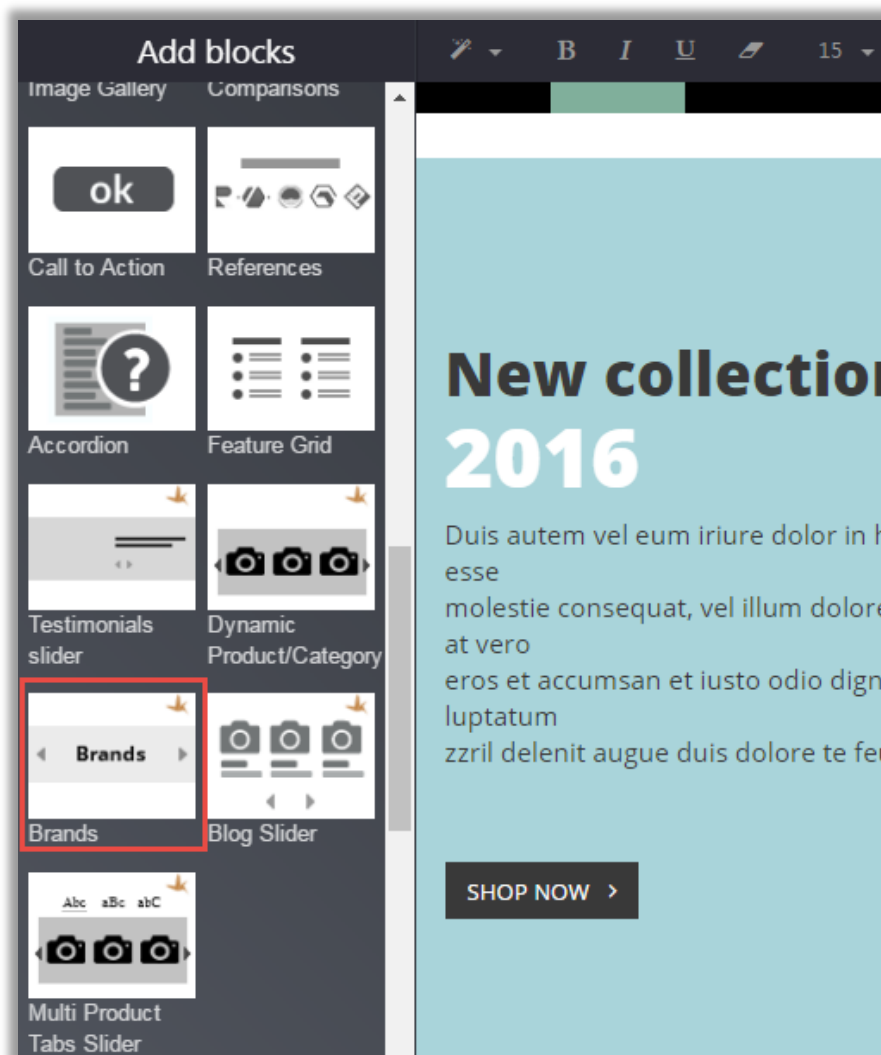 Add blocks
B I U 15
Image Gallery Comparisons
ok
Call to Action References
?
Accordion Feature Grid
Testimonials slider
Dynamic Product/Category
Brands
Brands Blog Slider
Abc aBc abC
Multi Product
Tabs Slider
New collection
2016
Duis autem vel eum iriure dolor in
esse
molestie consequat, vel illum dolore
at vero
eros et accumsan et iusto odio dign
luptatum
zzril delenit augue duis dolore te feu
SHOP NOW >